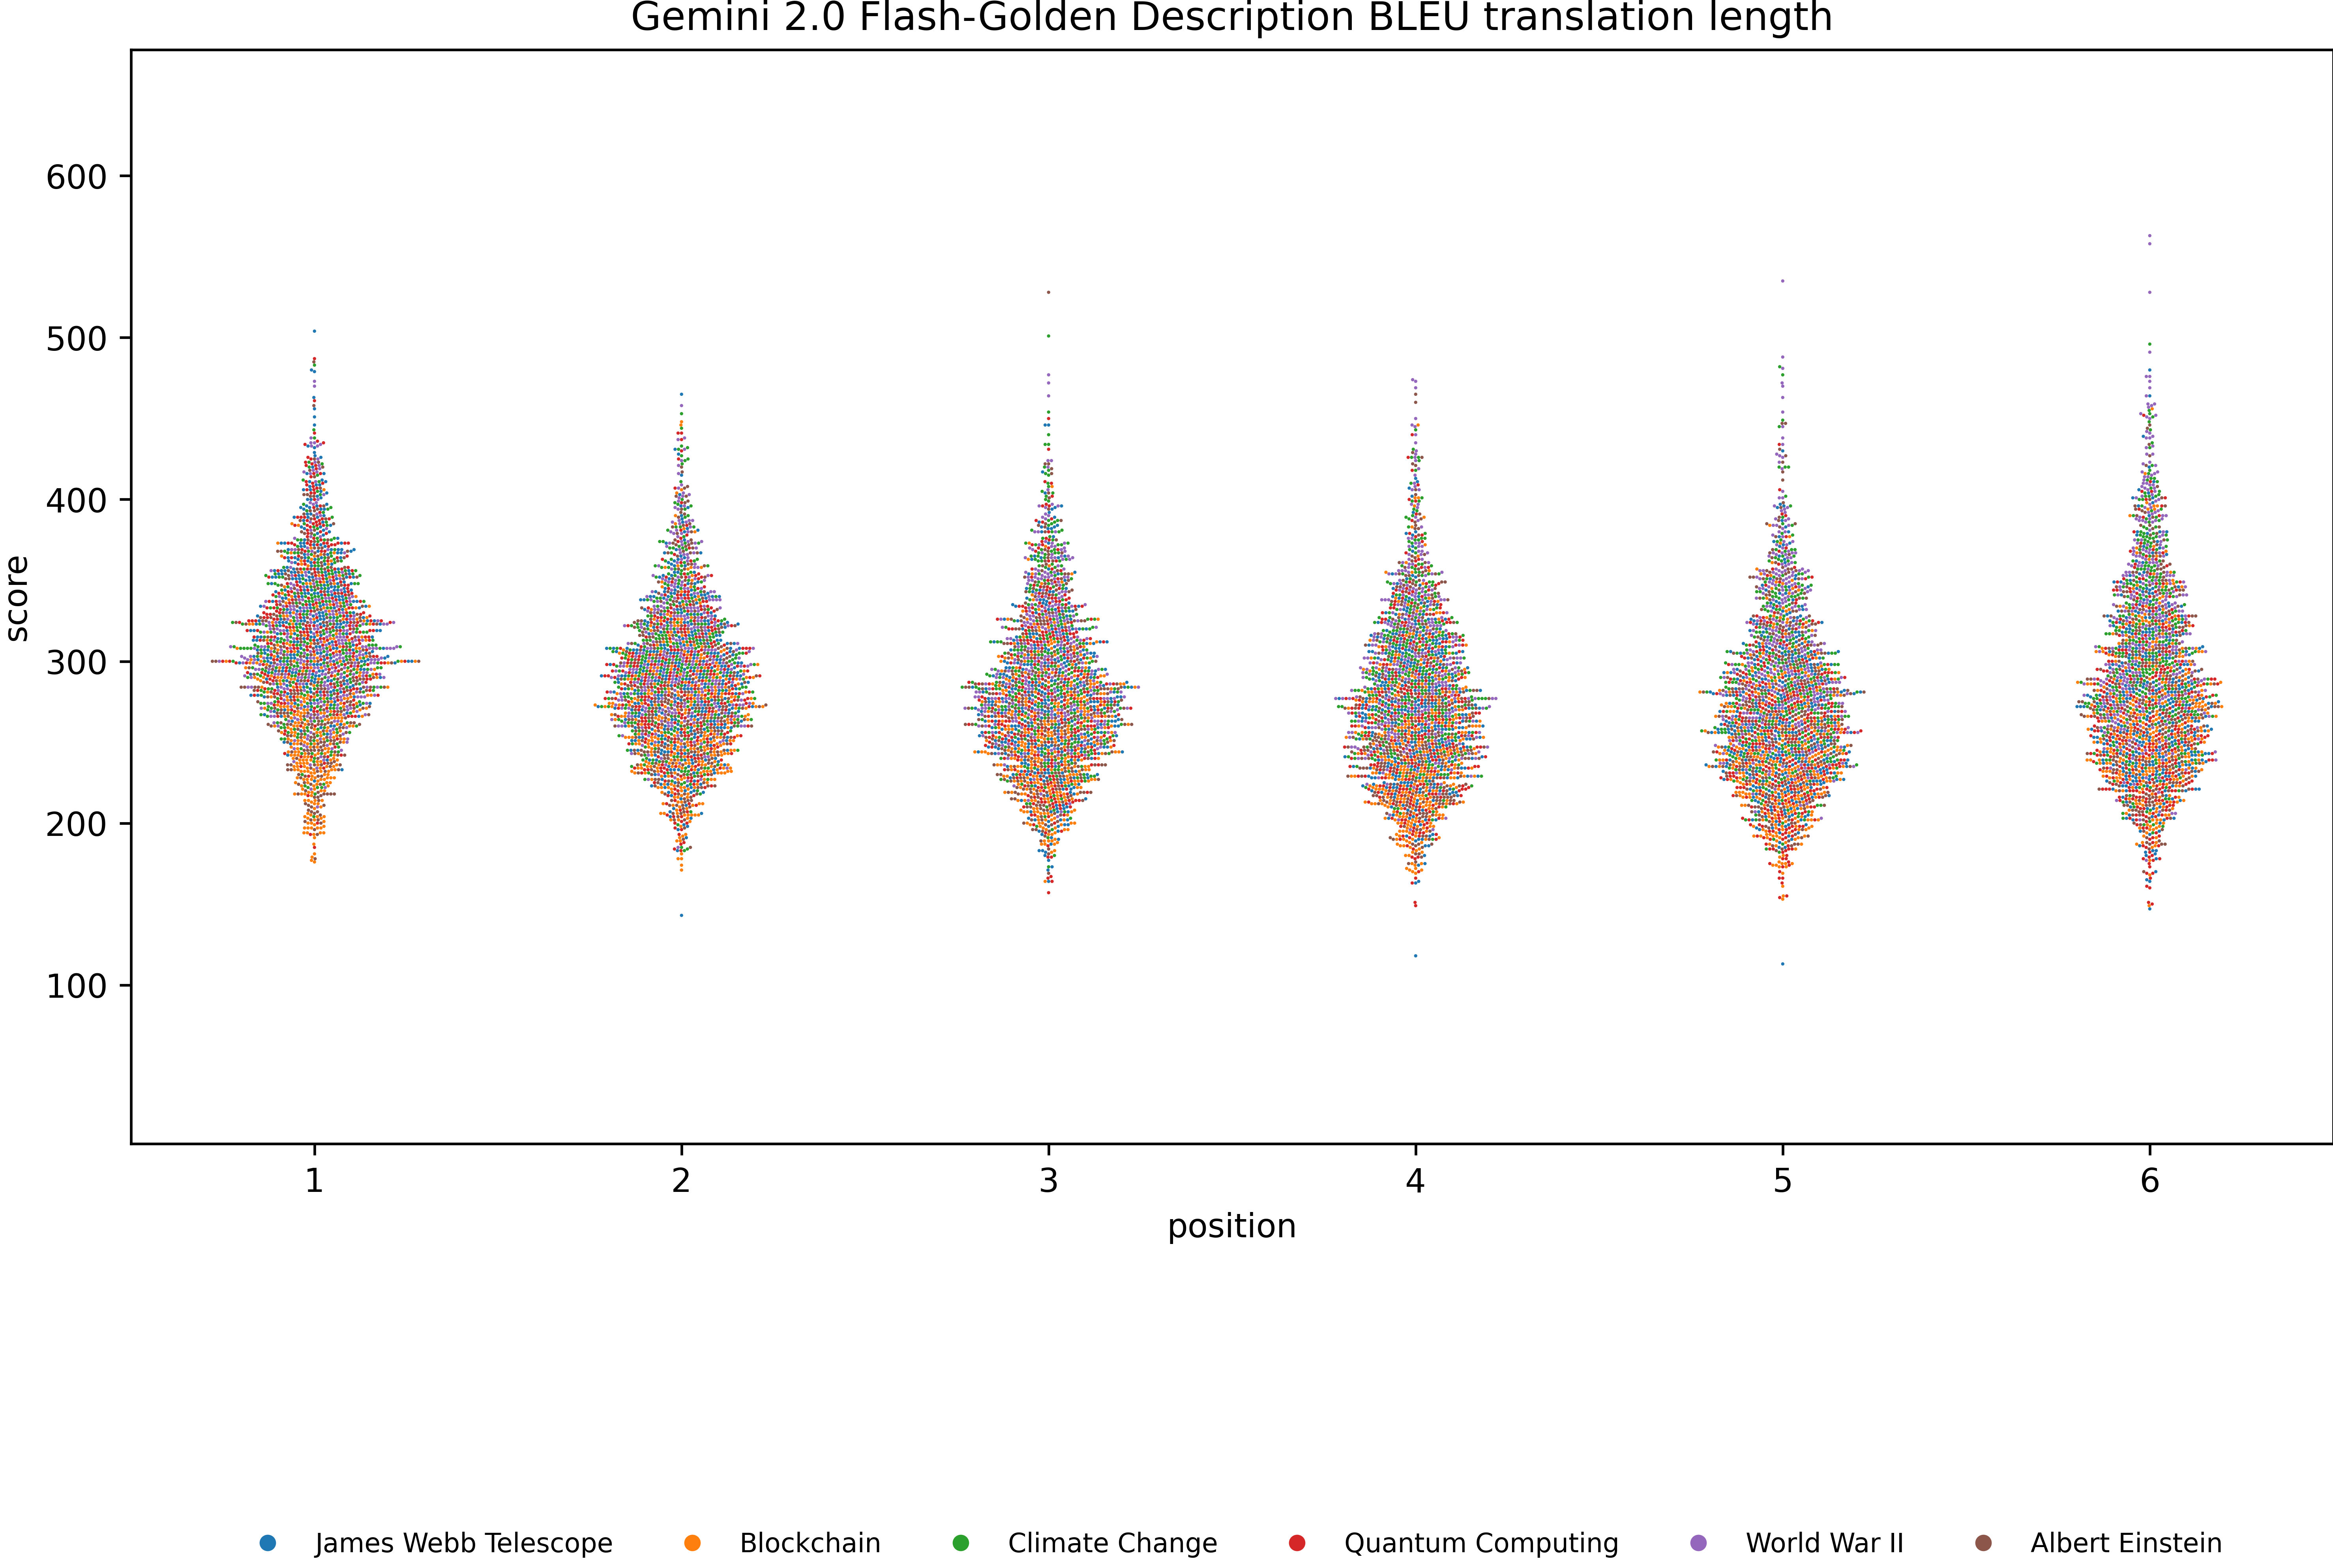 Gemini 2.0 Flash-Golden Description BLEU translation length
score
600
500
400
300
200
100
1 2 3 4 5 6
position
James Webb Telescope Blockchain Climate Change Quantum Computing World War II Albert Einstein